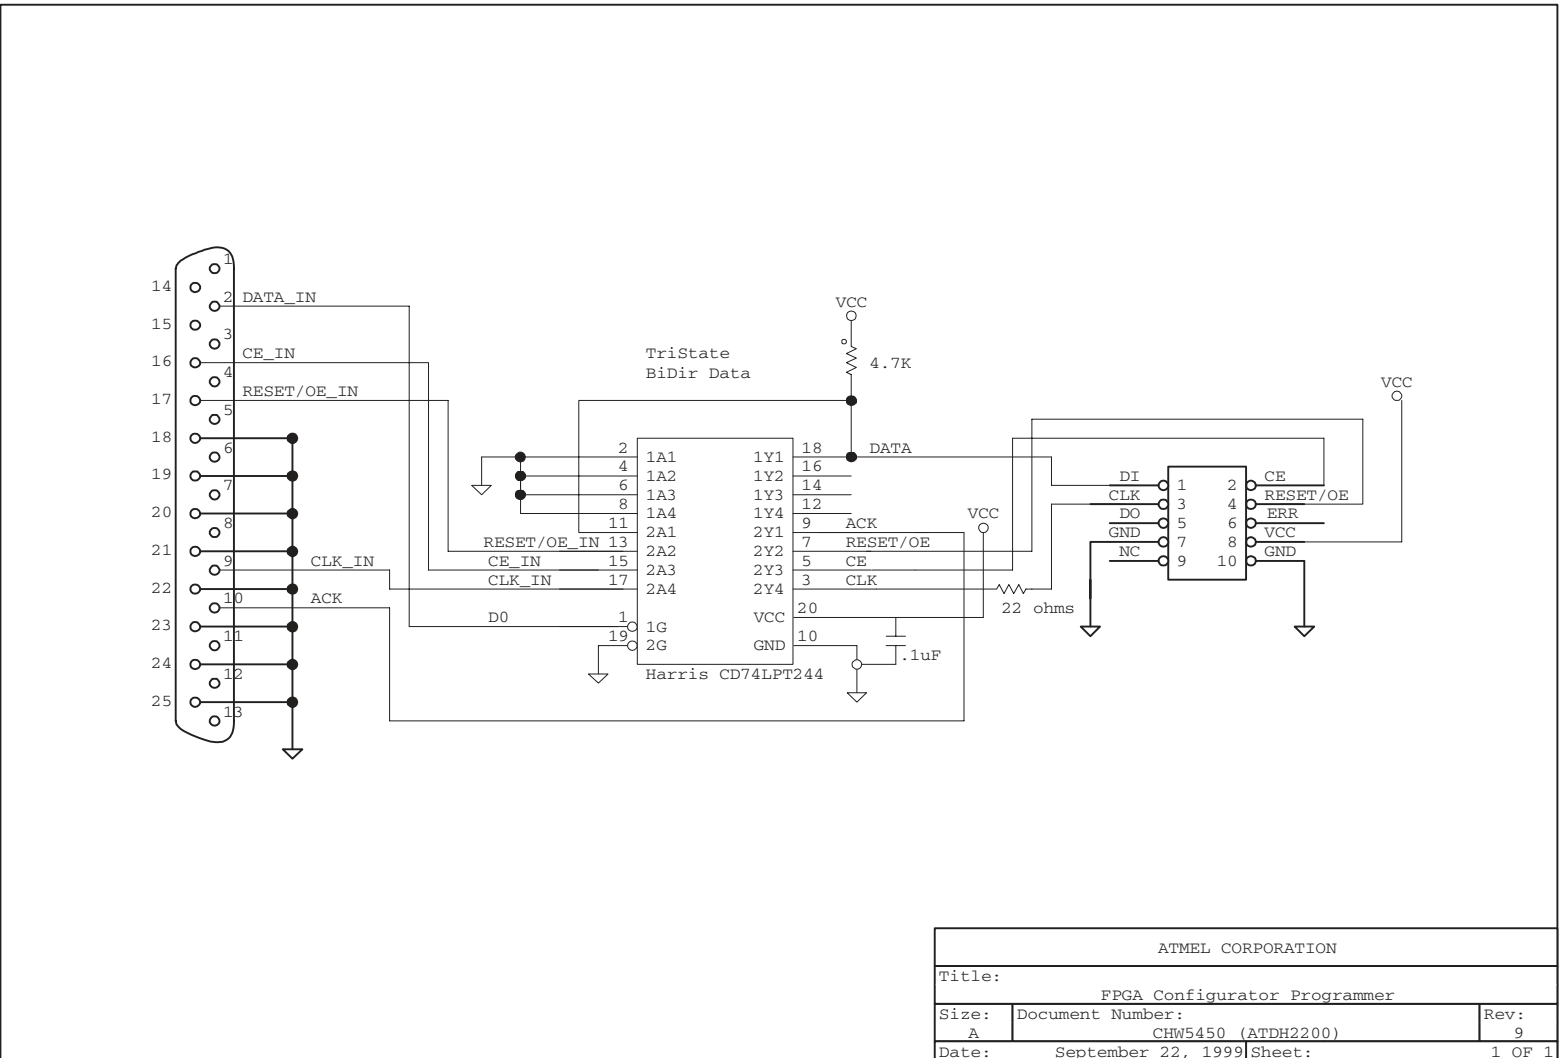 1
14
2 DATA_IN
15
3
16 CE_IN
4
17 RESET/OE_IN
5
18
6
19
7
20
8
21
9 CLK_IN
22
10 ACK
23
11
24
12
25
13
TriState
BiDir Data
VCC
4.7K
2 1A1 1Y1 18 DATA
4 1A2 1Y2 16
6 1A3 1Y3 14
8 1A4 1Y4 12
11 2A1 2Y1 9 ACK
RESET/OE_IN 13 2A2 2Y2 7 RESET/OE
CE_IN 15 2A3 2Y3 5 CE
CLK_IN 17 2A4 2Y4 3 CLK
22 ohms
VCC 20
D0 1 1G
19 2G GND 10
.1uF
Harris CD74LPT244
VCC
VCC
DI 1 2 CE
CLK 3 4 RESET/OE
DO 5 6 ERR
GND 7 8 VCC
NC 9 10 GND
ATMEL CORPORATION
Title:
FPGA Configurator Programmer
Size: Document Number: Rev:
A CHW5450 (ATDH2200) 9
Date: September 22, 1999 Sheet: 1 OF 1